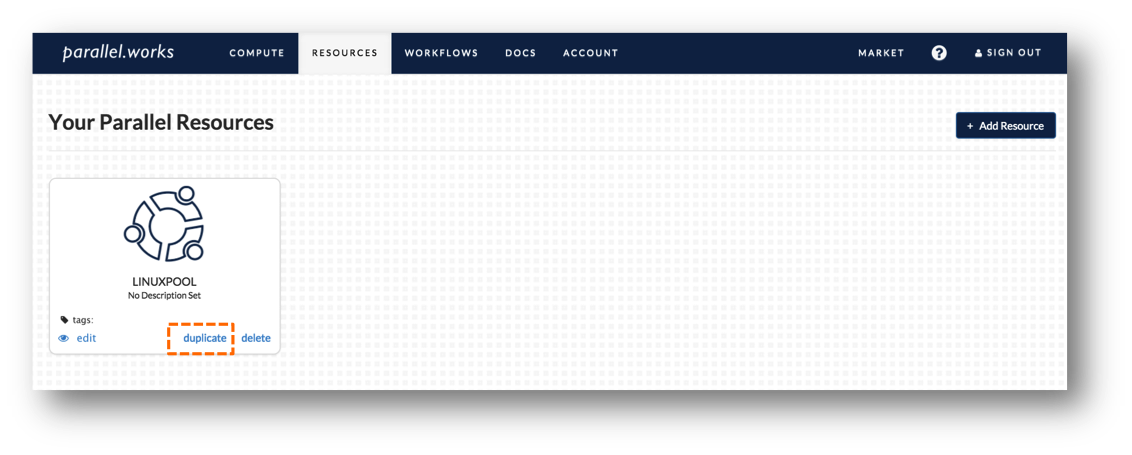 parallel.works COMPUTE RESOURCES WORKFLOWS DOCS ACCOUNT MARKET ? SIGN OUT
Your Parallel Resources
+ Add Resource
LINUXPOOL
No Description Set
tags:
edit duplicate delete